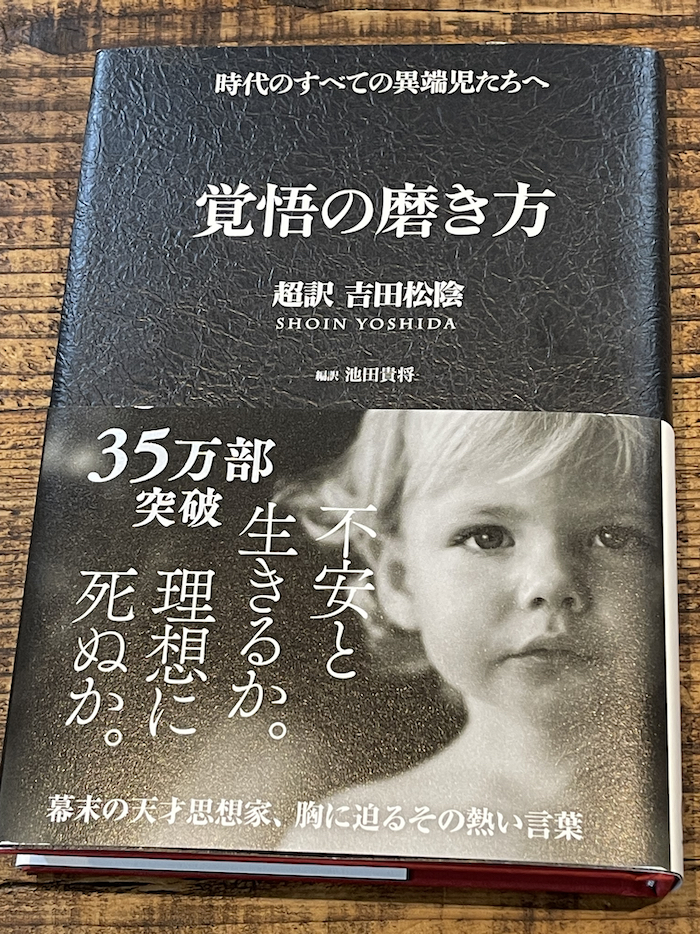 時代のすべての異端児たちへ
覚悟の磨き方
超訳 吉田松陰
SHOIN YOSHIDA
編訳 池田貴将
35万部
突破
不安と
生きるか。
理想に
死ぬか。
幕末の天才思想家、胸に迫るその熱い言葉